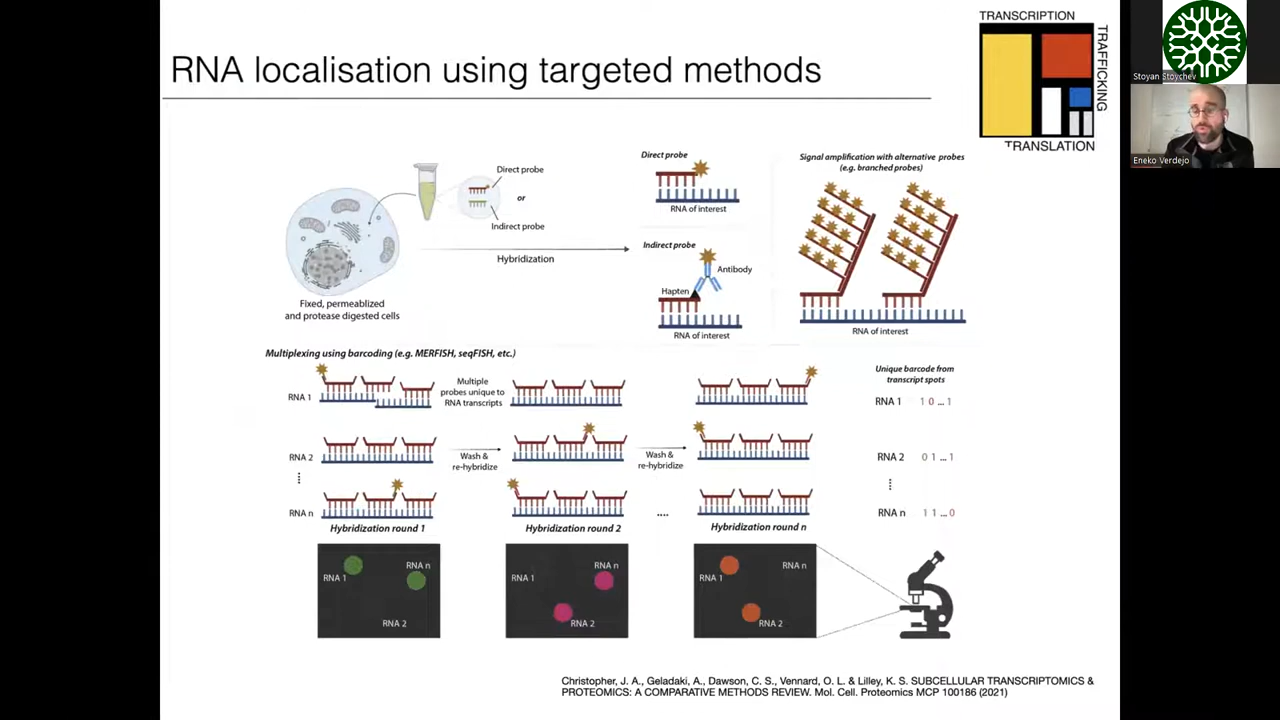 RNA localisation using targeted methods
TRANSCRIPTION
TRAFFICKING
TRANSLATION
Stoyan Stoychev
Eneko Verdejo
Direct probe
or
Indirect probe
Hybridization
Fixed, permeablized
and protease digested cells
Direct probe
RNA of interest
Indirect probe
Antibody
Hapten
RNA of interest
Signal amplification with alternative probes
(e.g. branched probes)
RNA of interest
Multiplexing using barcoding (e.g. MERFISH, seqFISH, etc.)
RNA 1
Multiple
probes unique to
RNA transcripts
Unique barcode from
transcript spots
RNA 1 1 0 ... 1
RNA 2
Wash &
re-hybridize
Wash &
re-hybridize
RNA 2 0 1 ... 1
RNA n
....
RNA n 1 1 ... 0
Hybridization round 1
Hybridization round 2
Hybridization round n
RNA 1
RNA n
RNA 2
RNA 1
RNA n
RNA 2
RNA 1
RNA n
RNA 2
Christopher, J. A., Geladaki, A., Dawson, C. S., Vennard, O. L. & Lilley, K. S. SUBCELLULAR TRANSCRIPTOMICS &
PROTEOMICS: A COMPARATIVE METHODS REVIEW. Mol. Cell. Proteomics MCP 100186 (2021)